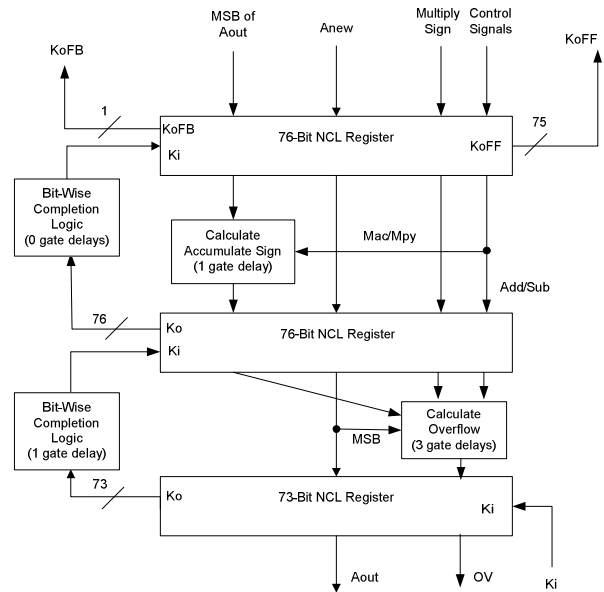 MSB of
Aout
Anew
Multiply
Sign
Control
Signals
KoFB
KoFF
1
75
KoFB
76-Bit NCL Register
Ki
KoFF
Bit-Wise
Completion
Logic
(0 gate delays)
Calculate
Accumulate Sign
(1 gate delay)
Mac/Mpy
Add/Sub
76
Ko
76-Bit NCL Register
Ki
Bit-Wise
Completion
Logic
(1 gate delay)
Calculate
Overflow
(3 gate delays)
MSB
73
Ko
73-Bit NCL Register
Ki
Aout
OV
Ki